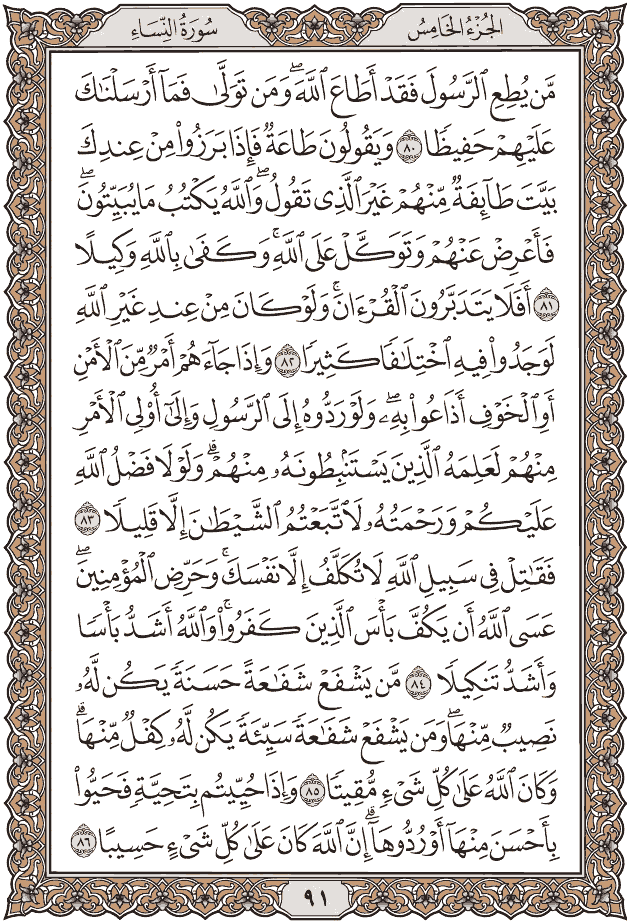 الجُزْءُ الخَامِسُ
سُورَةُ النِّسَاءِ
مَّن يُطِعِ ٱلرَّسُولَ فَقَدۡ أَطَاعَ ٱللَّهَۖ وَمَن تَوَلَّىٰ فَمَآ أَرۡسَلۡنَٰكَ
عَلَيۡهِمۡ حَفِيظٗا ٨٠ وَيَقُولُونَ طَاعَةٞ فَإِذَا بَرَزُواْ مِنۡ عِندِكَ
بَيَّتَ طَآئِفَةٞ مِّنۡهُمۡ غَيۡرَ ٱلَّذِي تَقُولُۖ وَٱللَّهُ يَكۡتُبُ مَا يُبَيِّتُونَۖ
فَأَعۡرِضۡ عَنۡهُمۡ وَتَوَكَّلۡ عَلَى ٱللَّهِۚ وَكَفَىٰ بِٱللَّهِ وَكِيلًا
٨١ أَفَلَا يَتَدَبَّرُونَ ٱلۡقُرۡءَانَۚ وَلَوۡ كَانَ مِنۡ عِندِ غَيۡرِ ٱللَّهِ
لَوَجَدُواْ فِيهِ ٱخۡتِلَٰفٗا كَثِيرٗا ٨٢ وَإِذَا جَآءَهُمۡ أَمۡرٞ مِّنَ ٱلۡأَمۡنِ
أَوِ ٱلۡخَوۡفِ أَذَاعُواْ بِهِۦۖ وَلَوۡ رَدُّوهُ إِلَى ٱلرَّسُولِ وَإِلَىٰٓ أُوْلِي ٱلۡأَمۡرِ
مِنۡهُمۡ لَعَلِمَهُ ٱلَّذِينَ يَسۡتَنۢبِطُونَهُۥ مِنۡهُمۡۗ وَلَوۡلَا فَضۡلُ ٱللَّهِ
عَلَيۡكُمۡ وَرَحۡمَتُهُۥ لَٱتَّبَعۡتُمُ ٱلشَّيۡطَٰنَ إِلَّا قَلِيلٗا ٨٣
فَقَٰتِلۡ فِي سَبِيلِ ٱللَّهِ لَا تُكَلَّفُ إِلَّا نَفۡسَكَۚ وَحَرِّضِ ٱلۡمُؤۡمِنِينَۖ
عَسَى ٱللَّهُ أَن يَكُفَّ بَأۡسَ ٱلَّذِينَ كَفَرُواْۚ وَٱللَّهُ أَشَدُّ بَأۡسٗا
وَأَشَدُّ تَنكِيلٗا ٨٤ مَّن يَشۡفَعۡ شَفَٰعَةً حَسَنَةٗ يَكُن لَّهُۥ
نَصِيبٞ مِّنۡهَاۖ وَمَن يَشۡفَعۡ شَفَٰعَةٗ سَيِّئَةٗ يَكُن لَّهُۥ كِفۡلٞ مِّنۡهَاۗ
وَكَانَ ٱللَّهُ عَلَىٰ كُلِّ شَيۡءٖ مُّقِيتٗا ٨٥ وَإِذَا حُيِّيتُم بِتَحِيَّةٖ فَحَيُّواْ
بِأَحۡسَنَ مِنۡهَآ أَوۡ رُدُّوهَآۗ إِنَّ ٱللَّهَ كَانَ عَلَىٰ كُلِّ شَيۡءٍ حَسِيبًا ٨٦
٩١